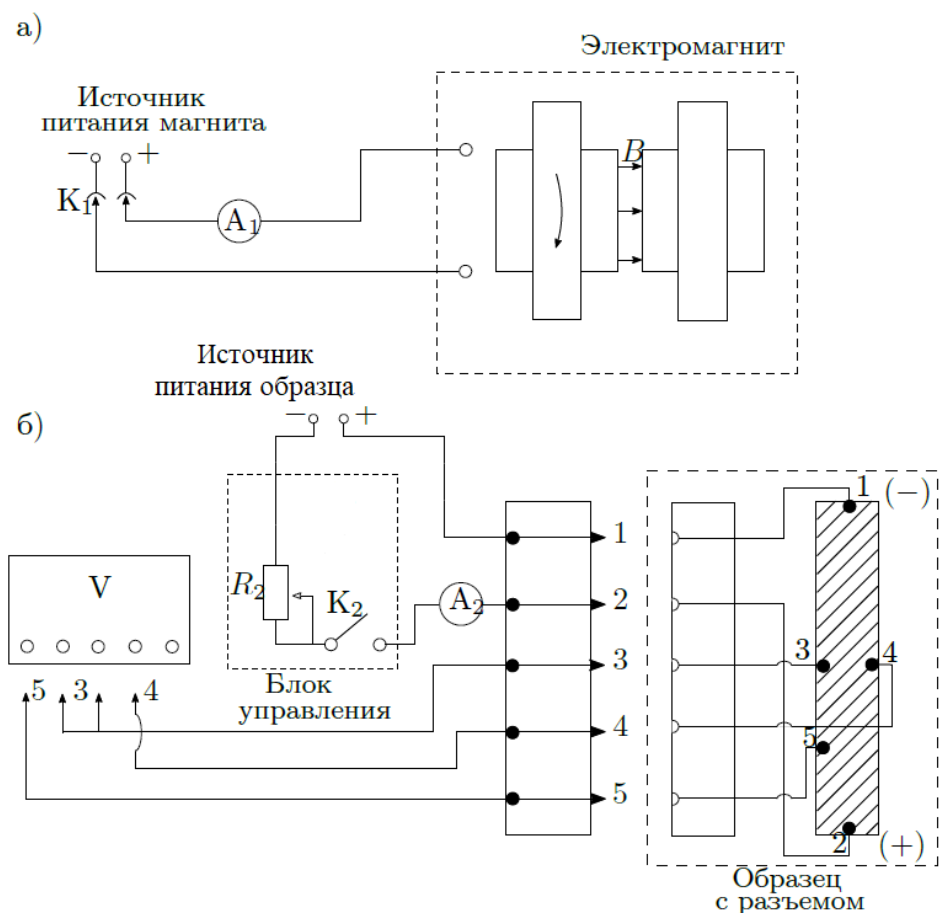 а)
Электромагнит
Источник
питания магнита
− +
K1
A1
B
Источник
питания образца
− +
б)
V
R2
K2
A2
5 3 4
Блок
управления
1
2
3
4
5
1 (−)
3 4
5
2 (+)
Образец
с разъемом